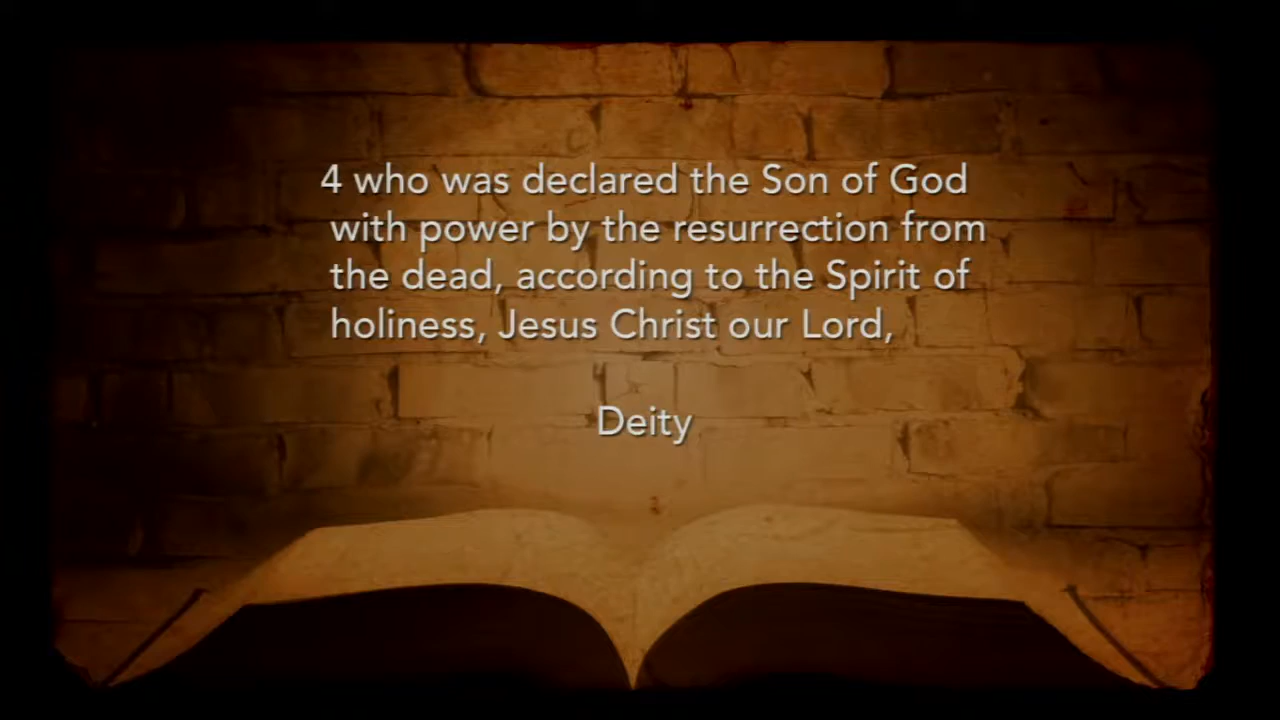 4 who was declared the Son of God
with power by the resurrection from
the dead, according to the Spirit of
holiness, Jesus Christ our Lord,
Deity